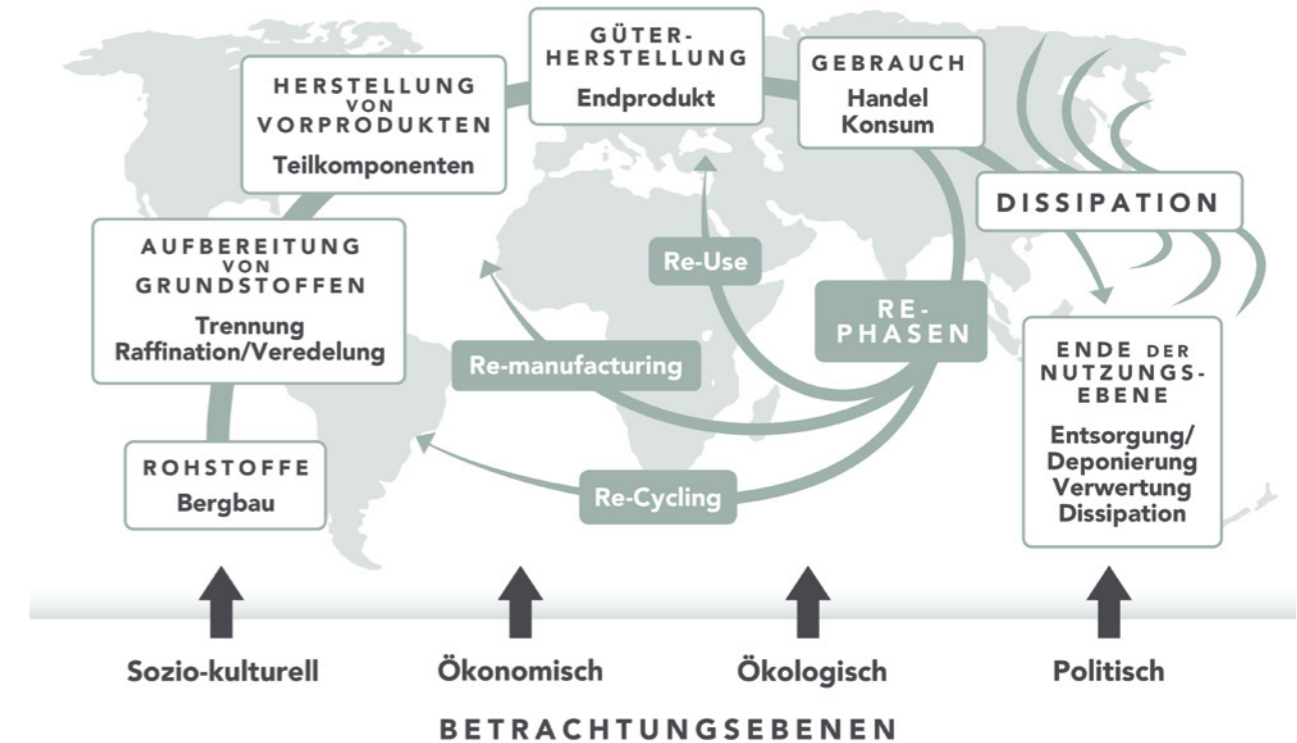 GÜTER-
HERSTELLUNG
Endprodukt
GEBRAUCH
Handel
Konsum
HERSTELLUNG
VON
VORPRODUKTEN
Teilkomponenten
DISSIPATION
AUFBEREITUNG
VON
GRUNDSTOFFEN
Trennung
Raffination/Veredelung
Re-Use
RE-
PHASEN
Re-manufacturing
ENDE DER
NUTZUNGS-
EBENE
Entsorgung/
Deponierung
Verwertung
Dissipation
ROHSTOFFE
Bergbau
Re-Cycling
Sozio-kulturell
Ökonomisch
Ökologisch
Politisch
BETRACHTUNGSEBENEN